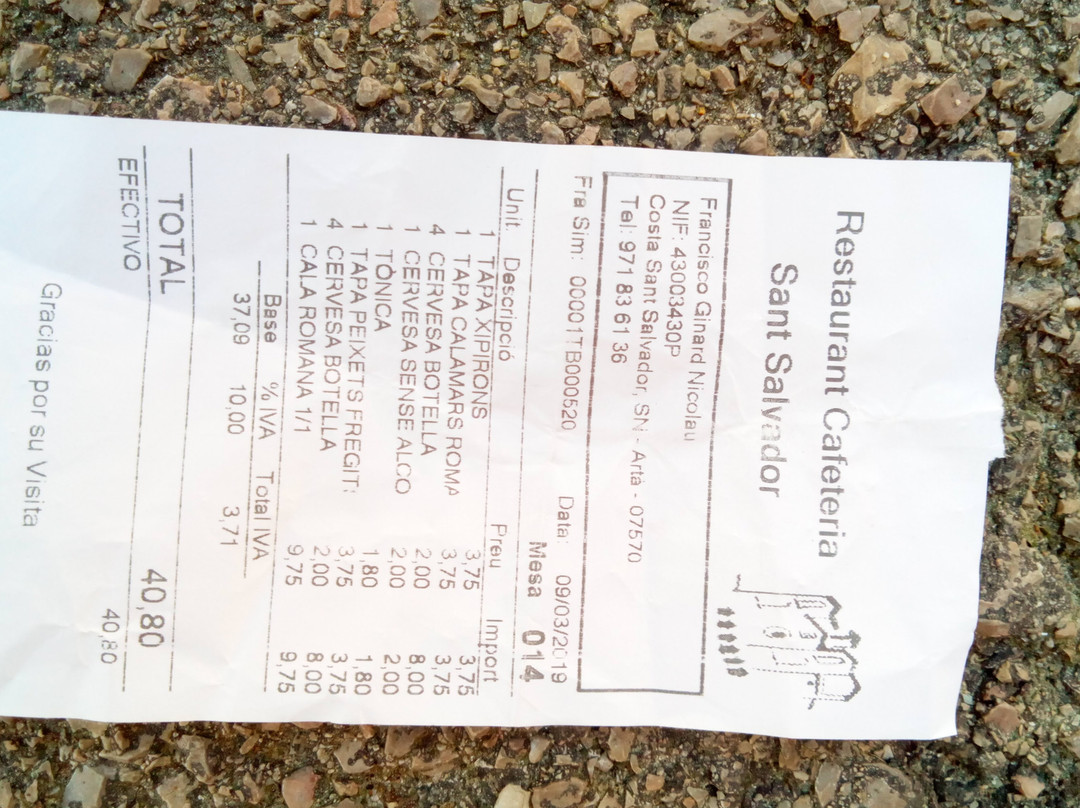 Restaurant Cafeteria
Sant Salvador
Francisco Ginard Nicolau
NIF: 43003430P
Costa Sant Salvador, SN - Artà - 07570
Tel: 971 83 61 36
Fra Sim: 00001TB000520 Data: 09/03/2019
Mesa 014
Unit. Descripció Preu Import
1 TAPA XIPIRONS 3,75 3,75
1 TAPA CALAMARS ROMA 3,75 3,75
4 CERVESA BOTELLA 2,00 8,00
1 CERVESA SENSE ALCO 2,00 2,00
1 TÒNICA 1,80 1,80
1 TAPA PEIXETS FREGIT: 3,75 3,75
4 CERVESA BOTELLA 2,00 8,00
1 CALA ROMANA 1/1 9,75 9,75
Base % IVA Total IVA
37,09 10,00 3,71
TOTAL 40,80
EFECTIVO 40,80
Gracias por su Visita